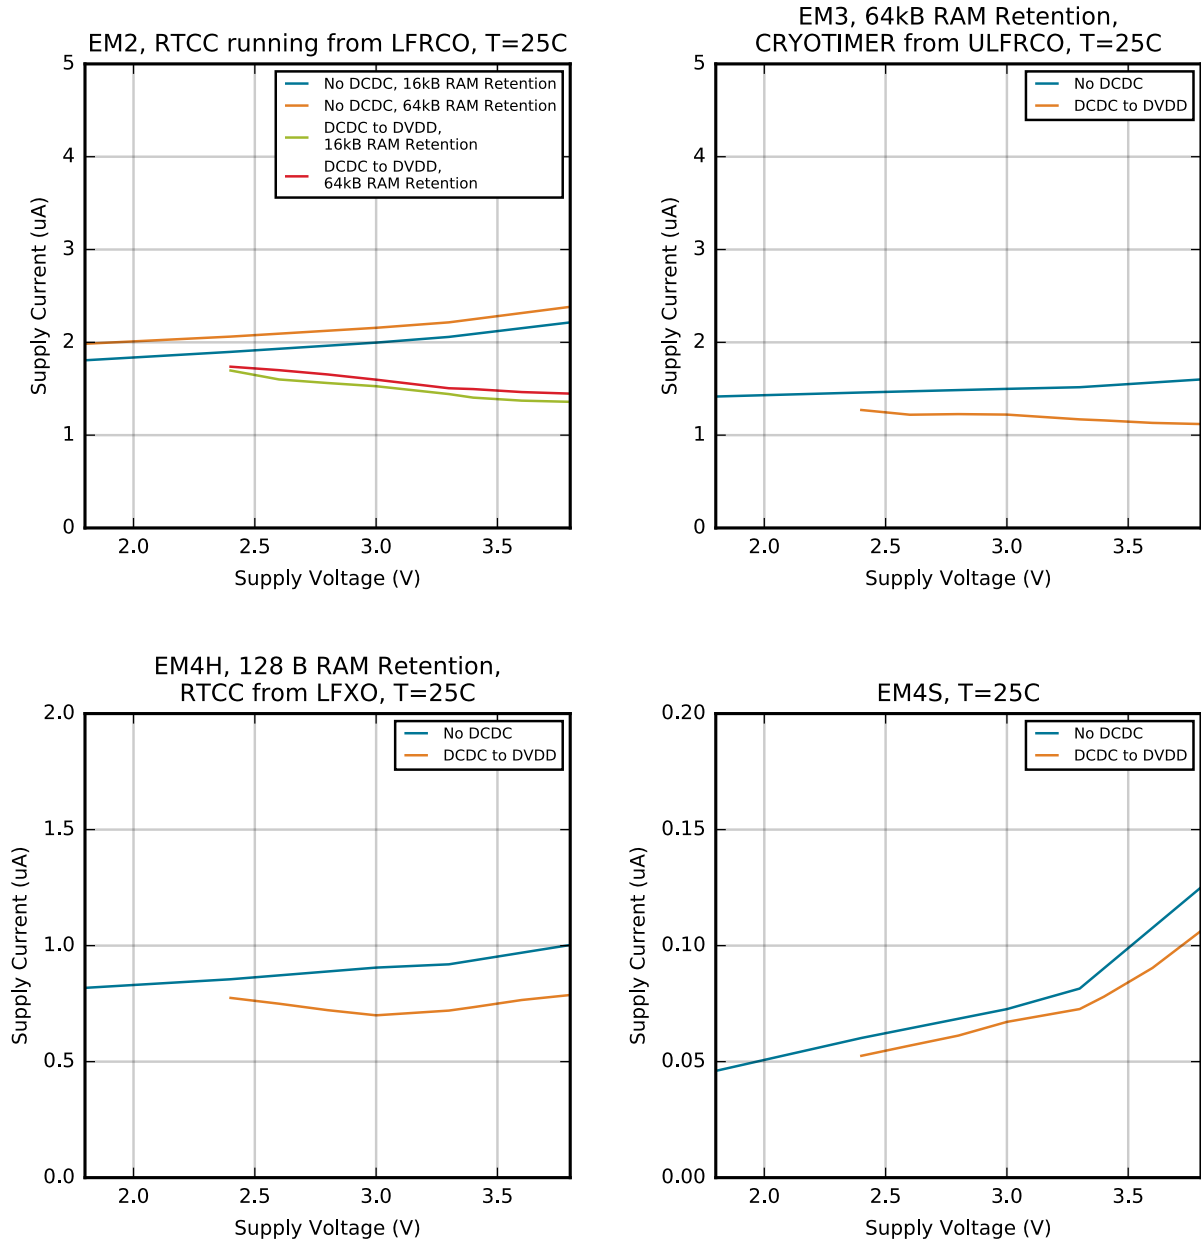 EM2, RTCC running from LFRCO, T=25C
5
4
3
2
1
0
Supply Current (uA)
No DCDC, 16kB RAM Retention
No DCDC, 64kB RAM Retention
DCDC to DVDD,
16kB RAM Retention
DCDC to DVDD,
64kB RAM Retention
2.0 2.5 3.0 3.5
Supply Voltage (V)
EM3, 64kB RAM Retention,
CRYOTIMER from ULFRCO, T=25C
5
4
3
2
1
0
Supply Current (uA)
No DCDC
DCDC to DVDD
2.0 2.5 3.0 3.5
Supply Voltage (V)
EM4H, 128 B RAM Retention,
RTCC from LFXO, T=25C
2.0
1.5
1.0
0.5
0.0
Supply Current (uA)
No DCDC
DCDC to DVDD
2.0 2.5 3.0 3.5
Supply Voltage (V)
EM4S, T=25C
0.20
0.15
0.10
0.05
0.00
Supply Current (uA)
No DCDC
DCDC to DVDD
2.0 2.5 3.0 3.5
Supply Voltage (V)